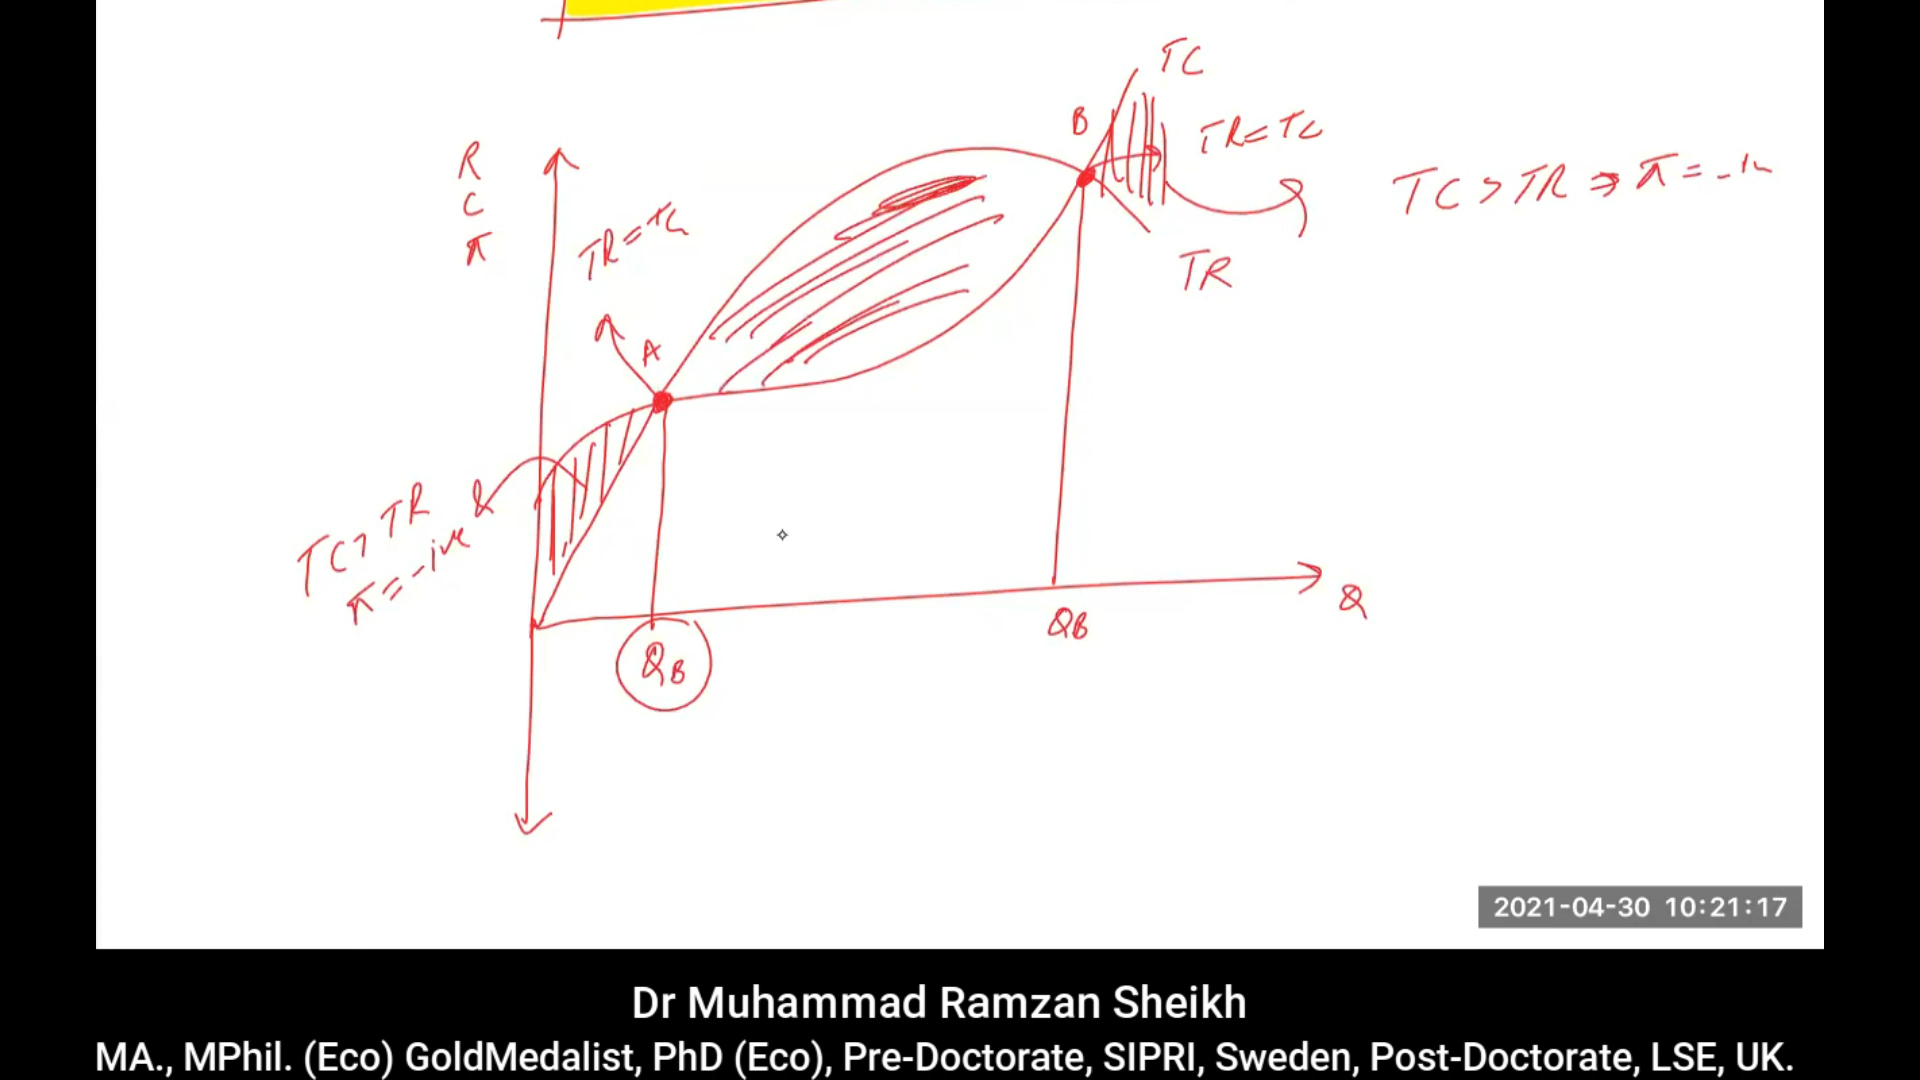 TC
B
TR = TC
R
C
π
TC > TR ⇒ π = -ive
TR = TC
TR
A
TC > TR &
π = -ive
Q
QB
QB
2021-04-30 10:21:17
Dr Muhammad Ramzan Sheikh
MA., MPhil. (Eco) GoldMedalist, PhD (Eco), Pre-Doctorate, SIPRI, Sweden, Post-Doctorate, LSE, UK.